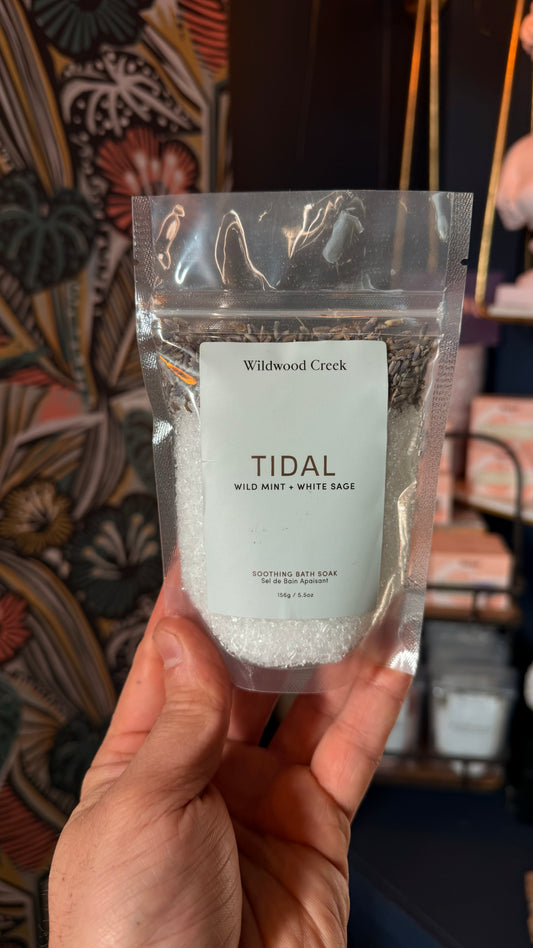 Wildwood Creek
TIDAL
WILD MINT + WHITE SAGE
SOOTHING BATH SOAK
Sel de Bain Apaisant
156g / 5.5oz